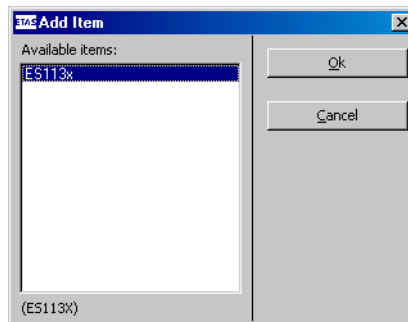 ETAS Add Item
Available items:
ES113x
Ok
Cancel
(ES113X)